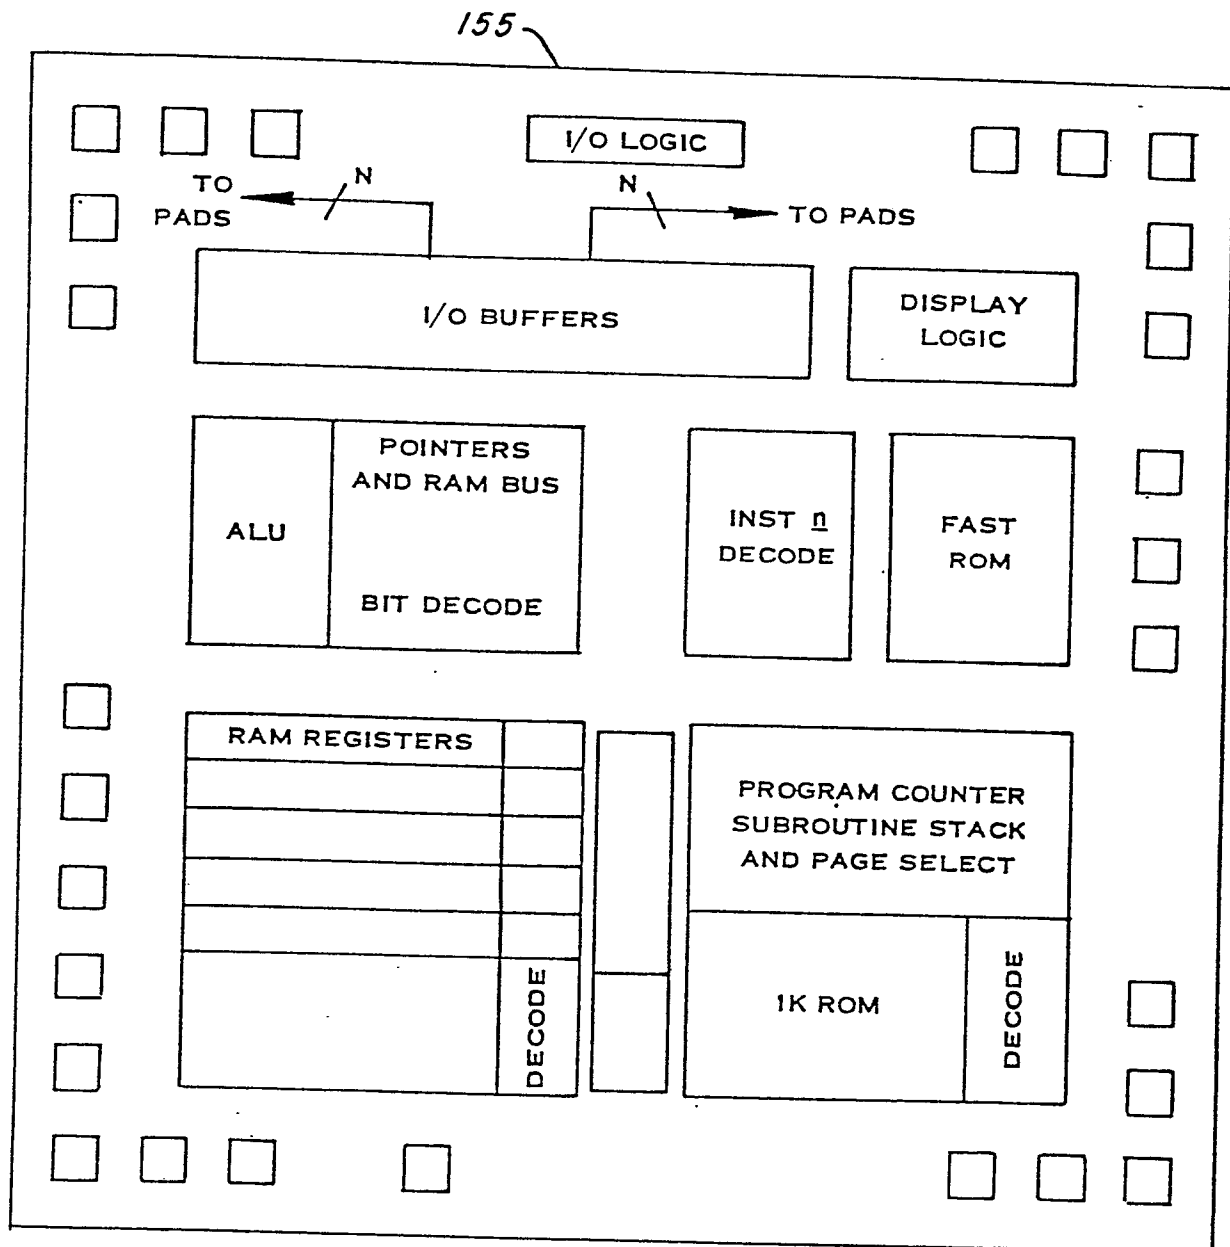 155
I/O LOGIC
N
N
TO
PADS
TO PADS
I/O BUFFERS
DISPLAY
LOGIC
ALU
POINTERS
AND RAM BUS
BIT DECODE
INST n
DECODE
FAST
ROM
RAM REGISTERS
DECODE
PROGRAM COUNTER
SUBROUTINE STACK
AND PAGE SELECT
1K ROM
DECODE